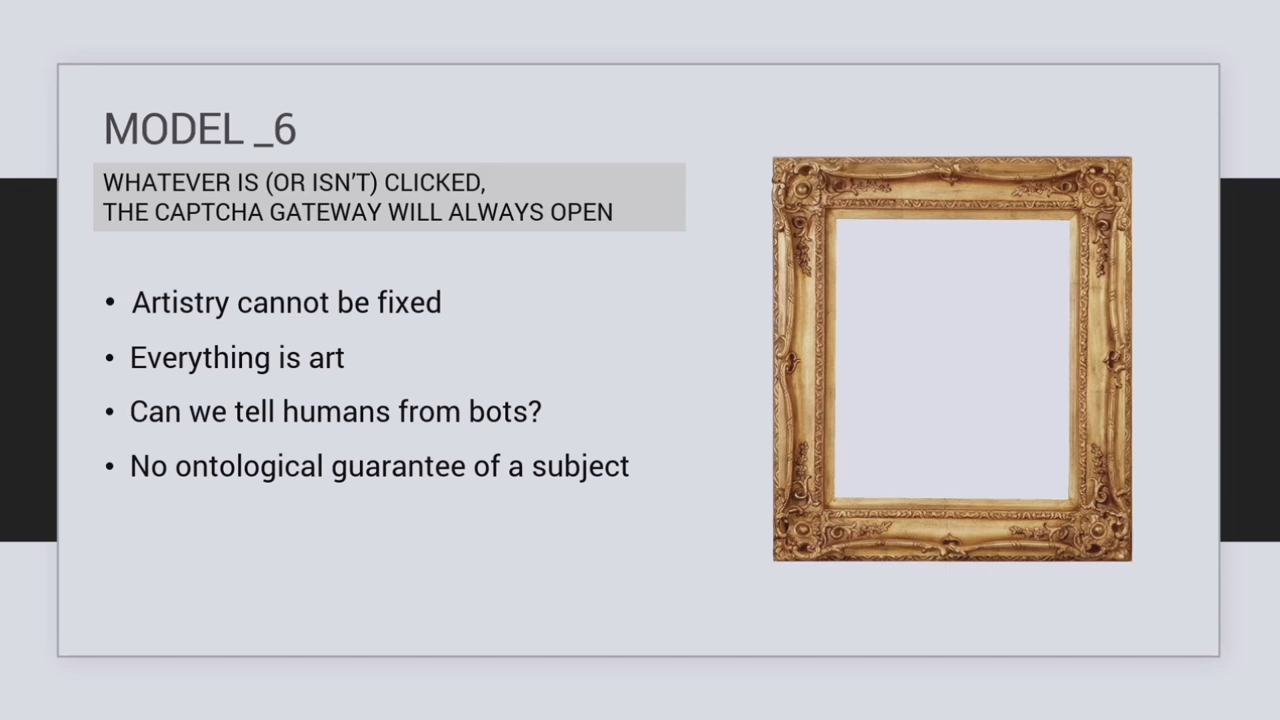 MODEL _6
WHATEVER IS (OR ISN’T) CLICKED,
THE CAPTCHA GATEWAY WILL ALWAYS OPEN
• Artistry cannot be fixed
• Everything is art
• Can we tell humans from bots?
• No ontological guarantee of a subject